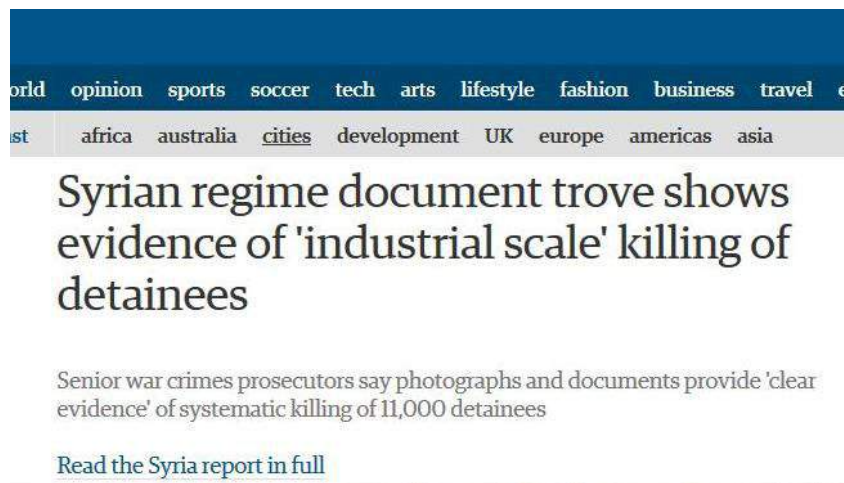 opinion sports soccer tech arts lifestyle fashion business travel
africa australia cities development UK europe americas asia
Syrian regime document trove shows
evidence of 'industrial scale' killing of
detainees
Senior war crimes prosecutors say photographs and documents provide 'clear
evidence' of systematic killing of 11,000 detainees
Read the Syria report in full